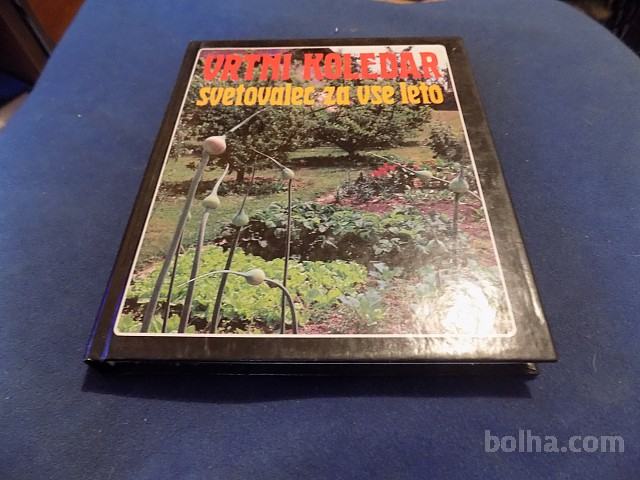 VRTNI KOLEDAR
svetovalec za vse leto
bolha.com